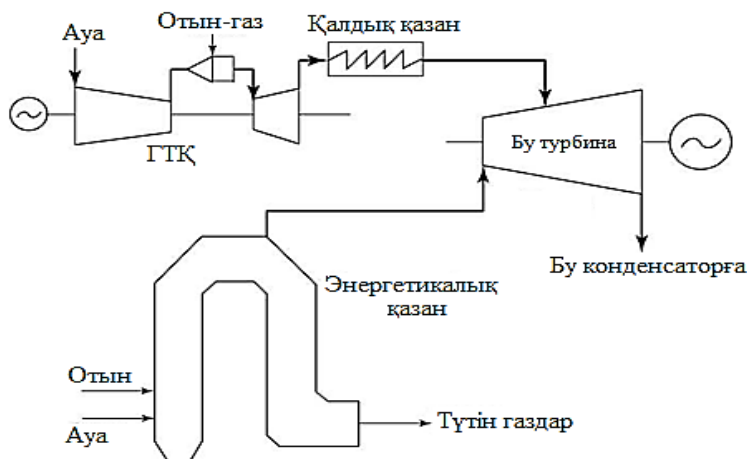 Отын-газ
Қалдық қазан
Ауа
ГТҚ
Бу турбина
Бу конденсаторға
Энергетикалық
қазан
Отын
Ауа
Түтін газдар